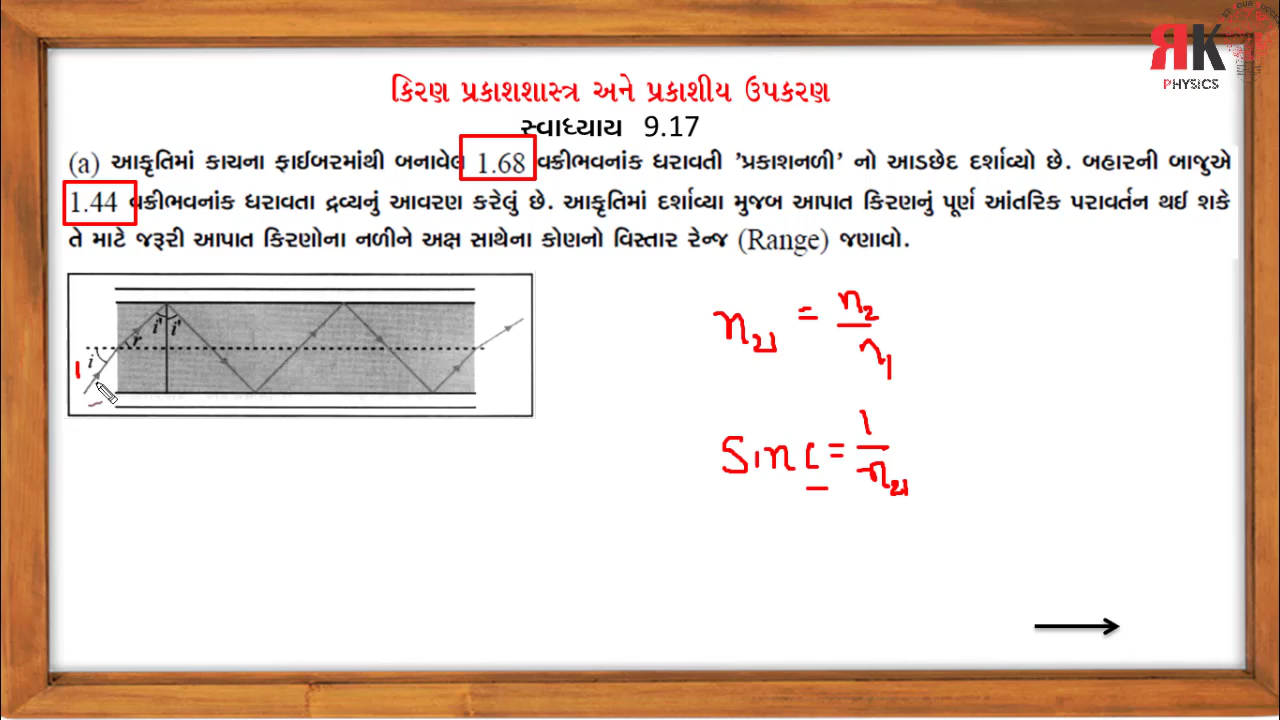 RK
PHYSICS
કિરણ પ્રકાશશાસ્ત્ર અને પ્રકાશીય ઉપકરણ
સ્વાધ્યાય 9.17
(a) આકૃતિમાં કાચના ફાઈબરમાંથી બનાવેલ 1.68 વક્રીભવનાંક ધરાવતી 'પ્રકાશનળી' નો આડછેદ દર્શાવ્યો છે. બહારની બાજુએ
1.44 વક્રીભવનાંક ધરાવતા દ્રવ્યનું આવરણ કરેલું છે. આકૃતિમાં દર્શાવ્યા મુજબ આપાત કિરણનું પૂર્ણ આંતરિક પરાવર્તન થઈ શકે
તે માટે જરૂરી આપાત કિરણોના નળીને અક્ષ સાથેના કોણનો વિસ્તાર રેન્જ (Range) જણાવો.
i' i'
r
i
1
n21 = n2/n1
Sin C = 1/n21